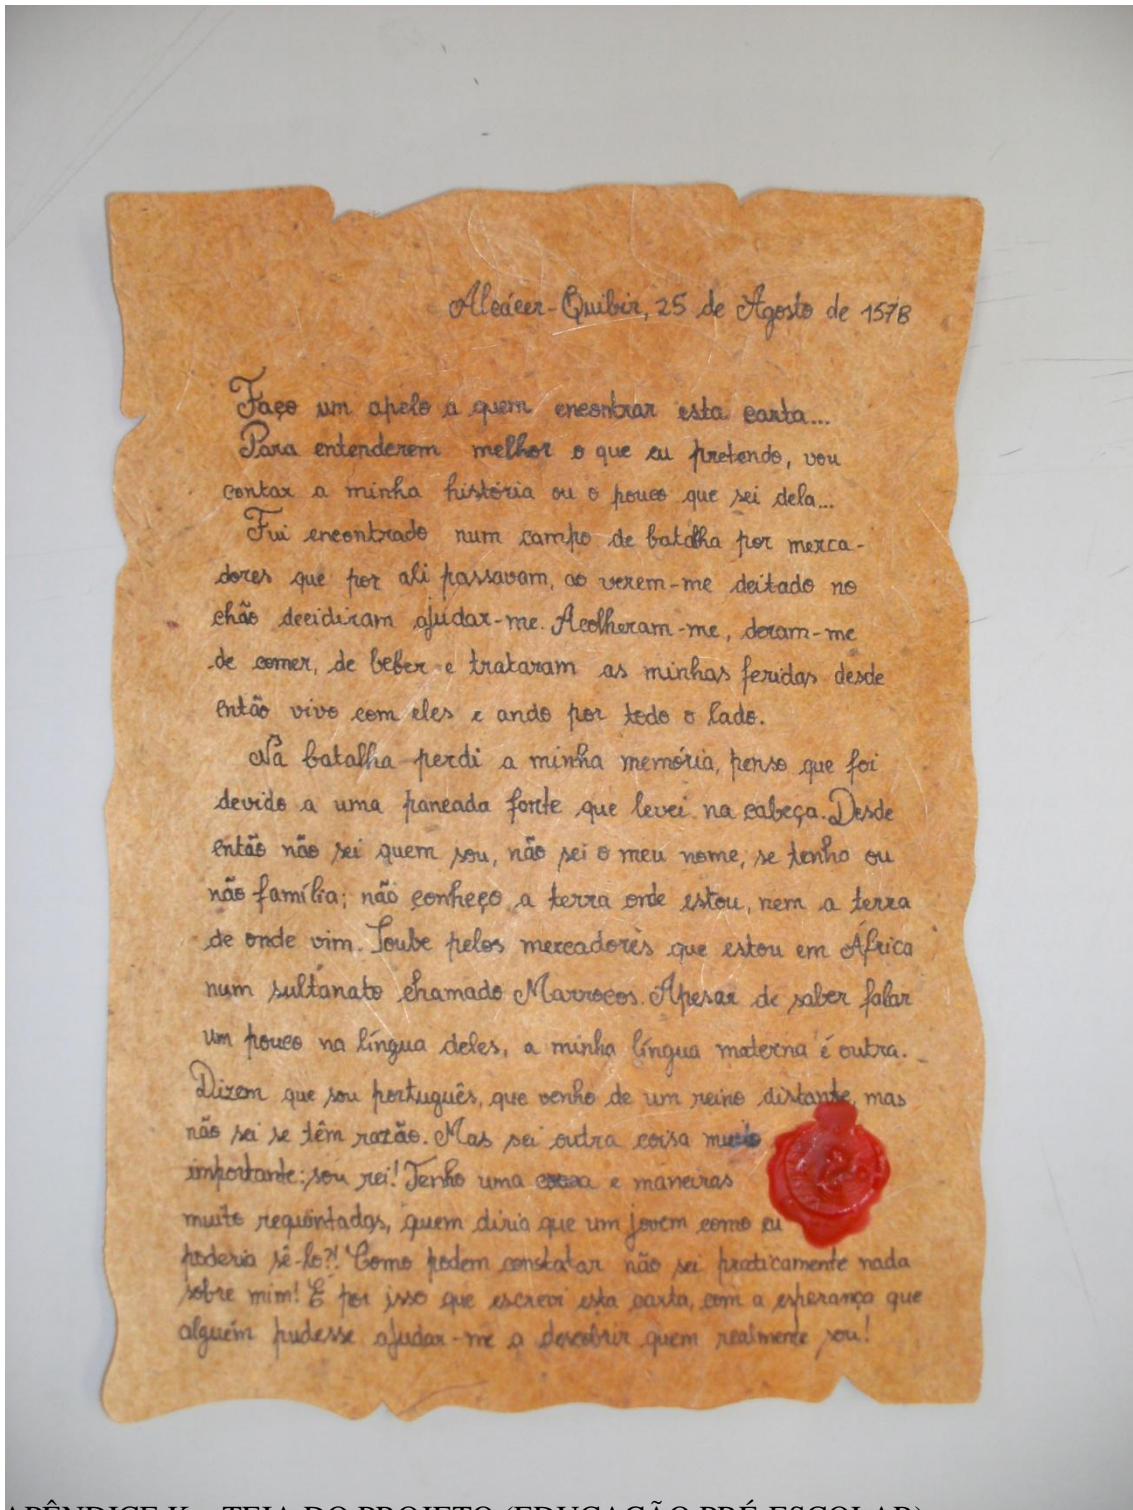 Alcácer-Quibir, 25 de Agosto de 1578
Faço um apelo a quem encontrar esta carta...
Para entenderem melhor o que eu pretendo, vou
contar a minha história ou o pouco que sei dela...
Fui encontrado num campo de batalha por merca-
dores que por ali passavam, ao verem-me deitado no
chão decidiram ajudar-me. Acolheram-me, deram-me
de comer, de beber e trataram as minhas feridas desde
então vivo com eles e ando por todo o lado.
Na batalha perdi a minha memória, penso que foi
devido a uma pancada forte que levei na cabeça. Desde
então não sei quem sou, não sei o meu nome, se tenho ou
não família; não conheço a terra onde estou, nem a terra
de onde vim. Soube pelos mercadores que estou em África
num sultanato chamado Marrocos. Apesar de saber falar
um pouco na língua deles, a minha língua materna é outra.
Dizem que sou português, que venho de um reino distante, mas
não sei se têm razão. Mas sei outra coisa muito
importante: sou rei! Tenho uma coroa e maneiras
muito requintadas, quem diria que um jovem como eu
poderia sê-lo?! Como podem constatar não sei praticamente nada
sobre mim! É por isso que escrevi esta carta, com a esperança que
alguém pudesse ajudar-me a descobrir quem realmente sou!
APÊNDICE K – TEIA DO PROJETO (EDUCAÇÃO PRÉ-ESCOLAR)